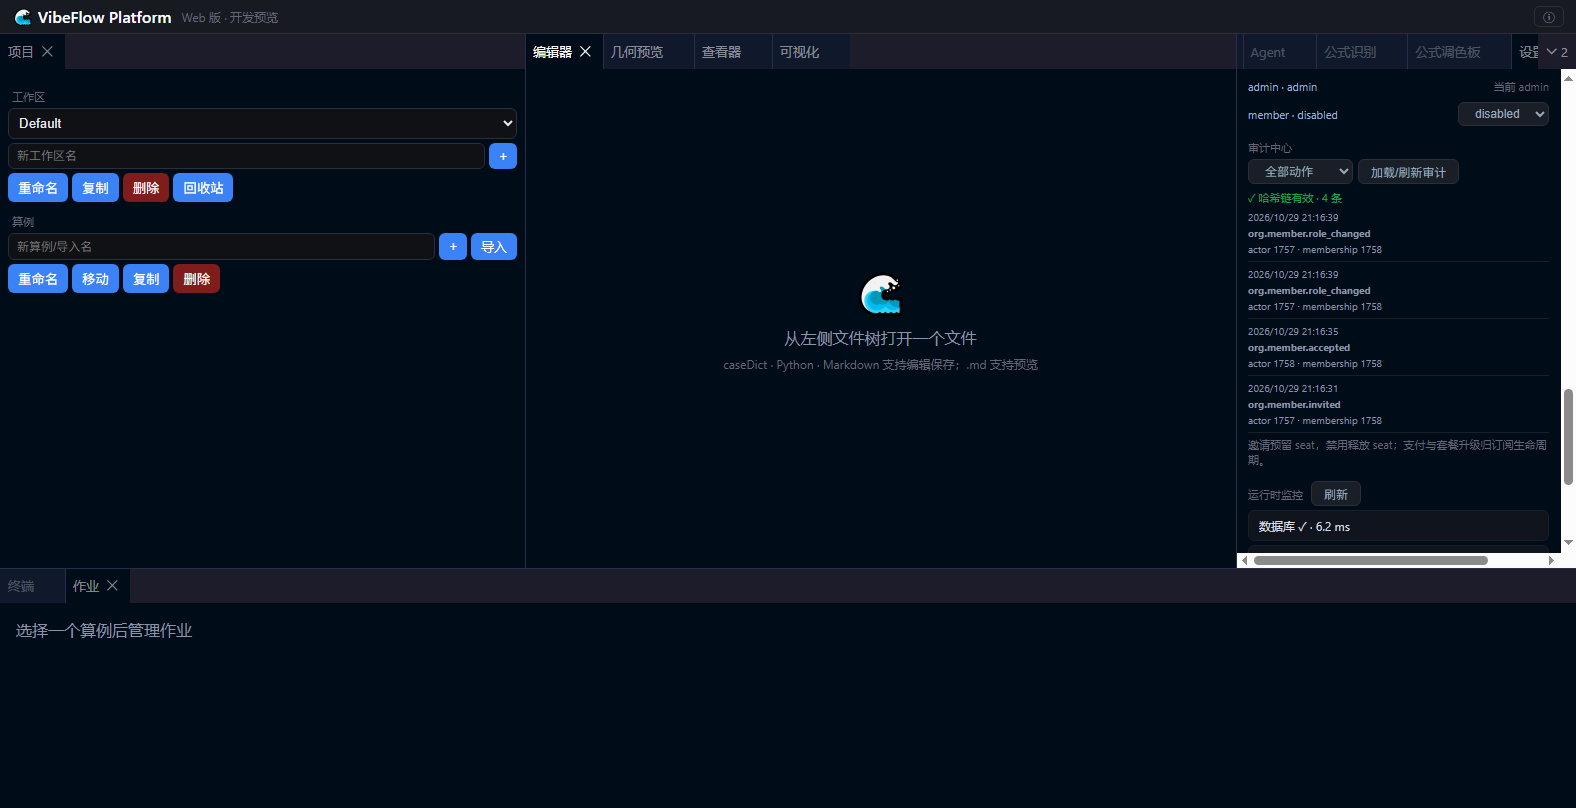 VibeFlow Platform Web 版 · 开发预览
项目
工作区
Default
新工作区名
+
重命名 复制 删除 回收站
算例
新算例/导入名
+ 导入
重命名 移动 复制 删除
编辑器 几何预览 查看器 可视化
从左侧文件树打开一个文件
caseDict · Python · Markdown 支持编辑保存；.md 支持预览
Agent 公式识别 公式调色板 2
admin · admin 当前 admin
member · disabled disabled
审计中心
全部动作 加载/刷新审计
✓ 哈希链有效 · 4 条
2026/10/29 21:16:39
org.member.role_changed
actor 1757 · membership 1758
2026/10/29 21:16:39
org.member.role_changed
actor 1757 · membership 1758
2026/10/29 21:16:35
org.member.accepted
actor 1758 · membership 1758
2026/10/29 21:16:31
org.member.invited
actor 1757 · membership 1758
邀请预留 seat，禁用释放 seat；支付与套餐升级归订阅生命周
期。
运行时监控 刷新
数据库 ✓ · 6.2 ms
终端 作业
选择一个算例后管理作业